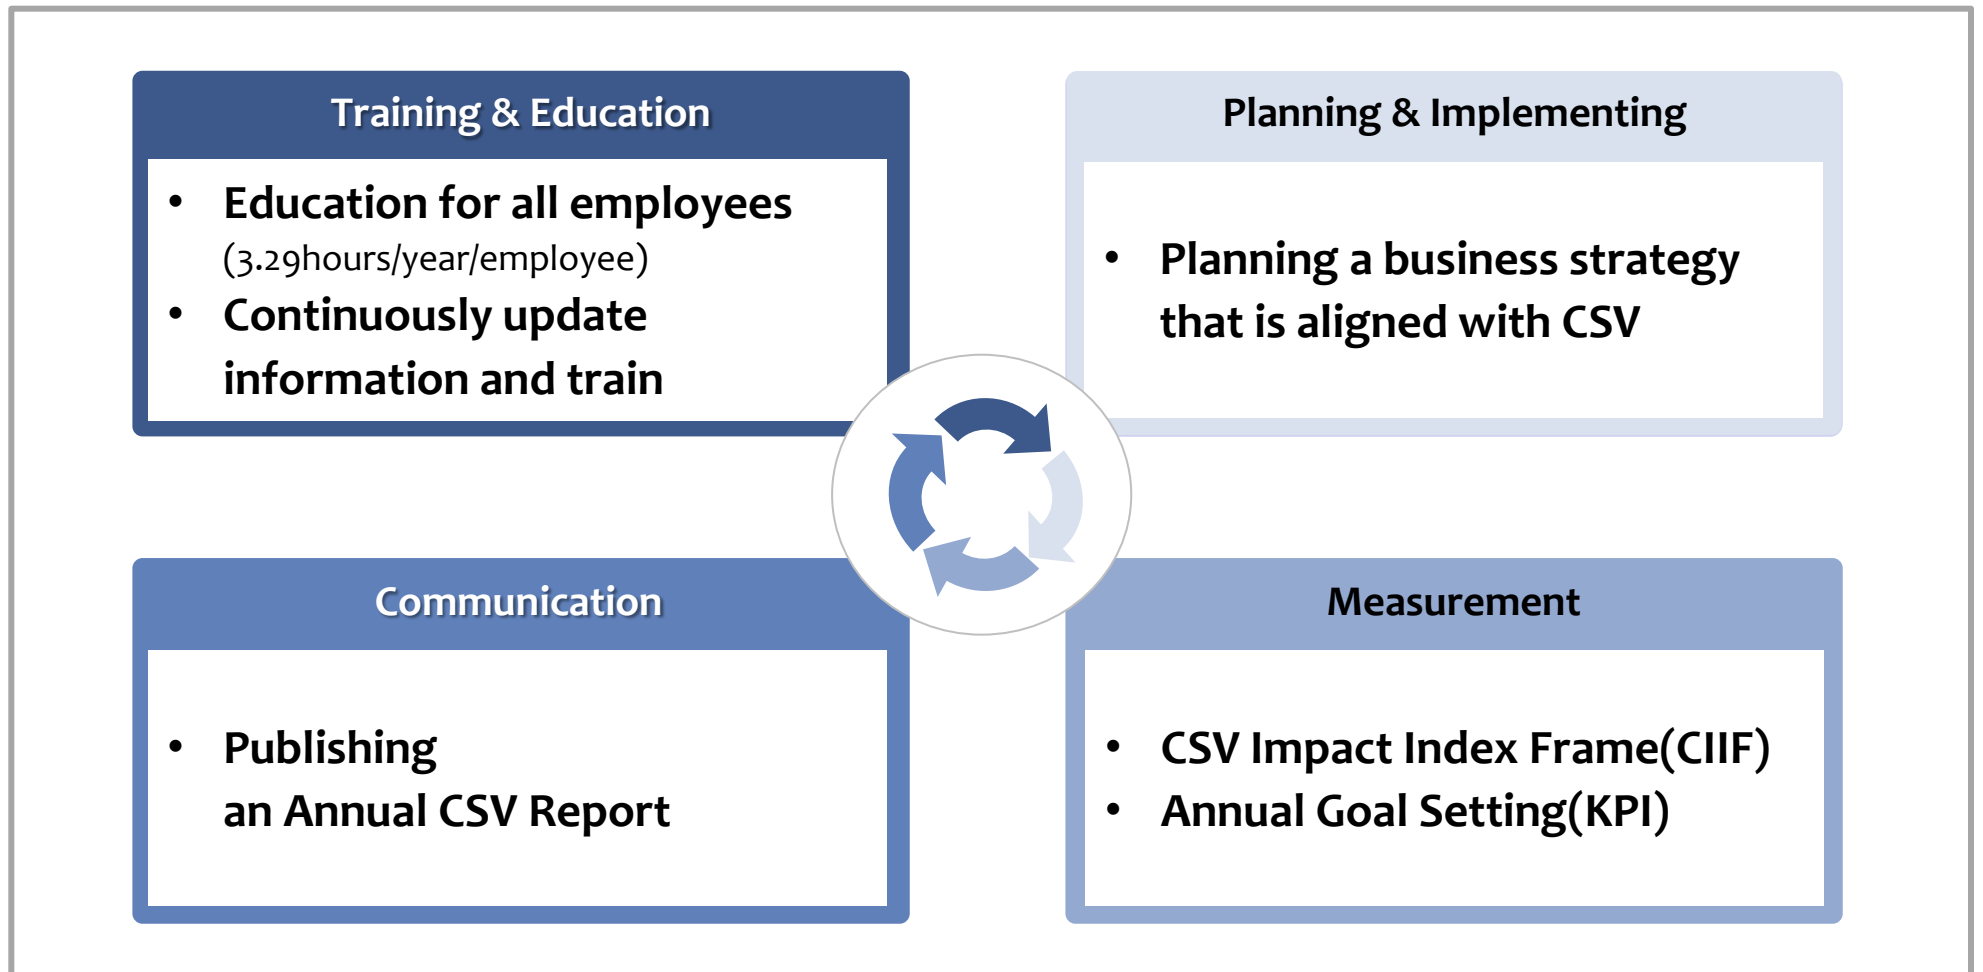 Training & Education
• Education for all employees
(3.29hours/year/employee)
• Continuously update
information and train
Planning & Implementing
• Planning a business strategy
that is aligned with CSV
Communication
• Publishing
an Annual CSV Report
Measurement
• CSV Impact Index Frame(CIIF)
• Annual Goal Setting(KPI)